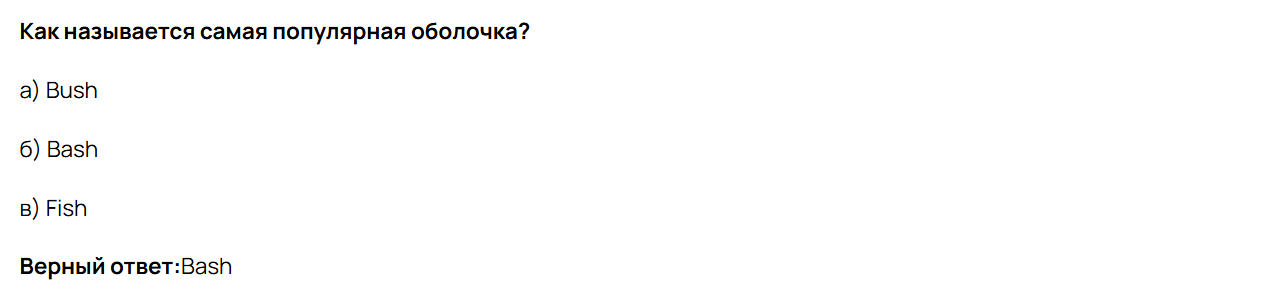 Как называется самая популярная оболочка?
а) Bush
б) Bash
в) Fish
Верный ответ:Bash